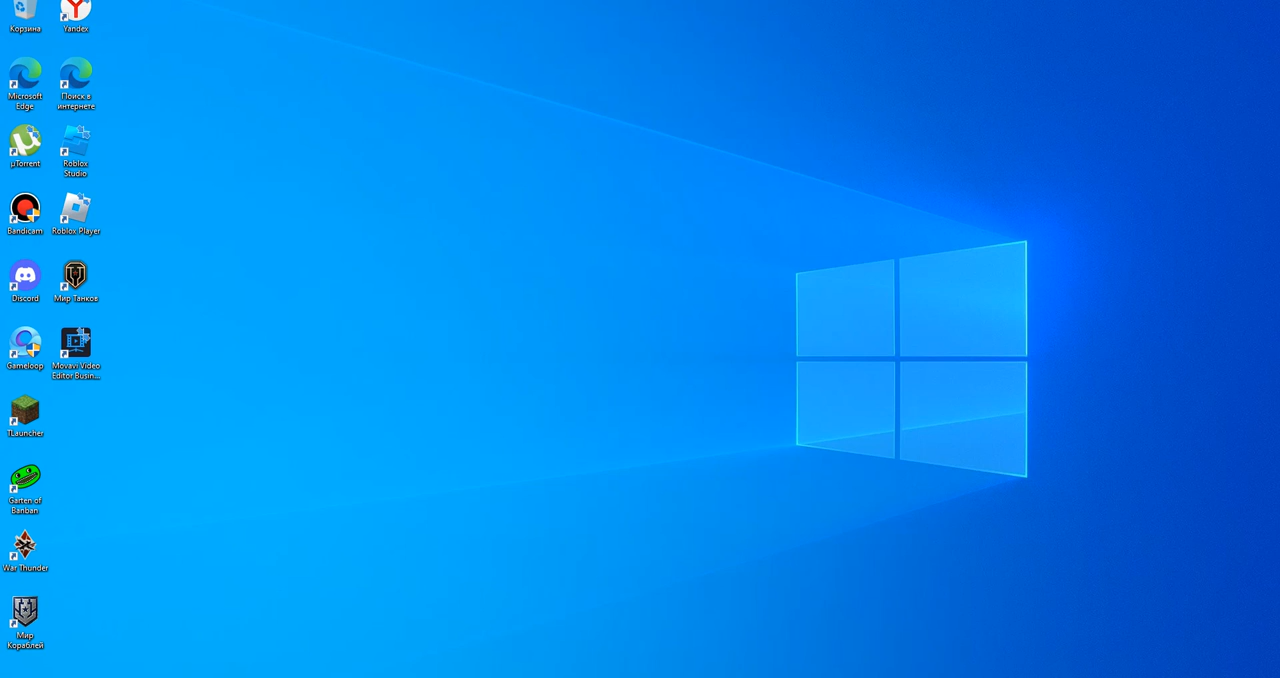 Корзина
Yandex
Microsoft
Edge
Поиск в
интернете
µTorrent
Roblox
Studio
Bandicam
Roblox Player
Discord
Мир Танков
Gameloop
Movavi Video
Editor Busin...
TLauncher
Garten of
Banban
War Thunder
Мир
Кораблей